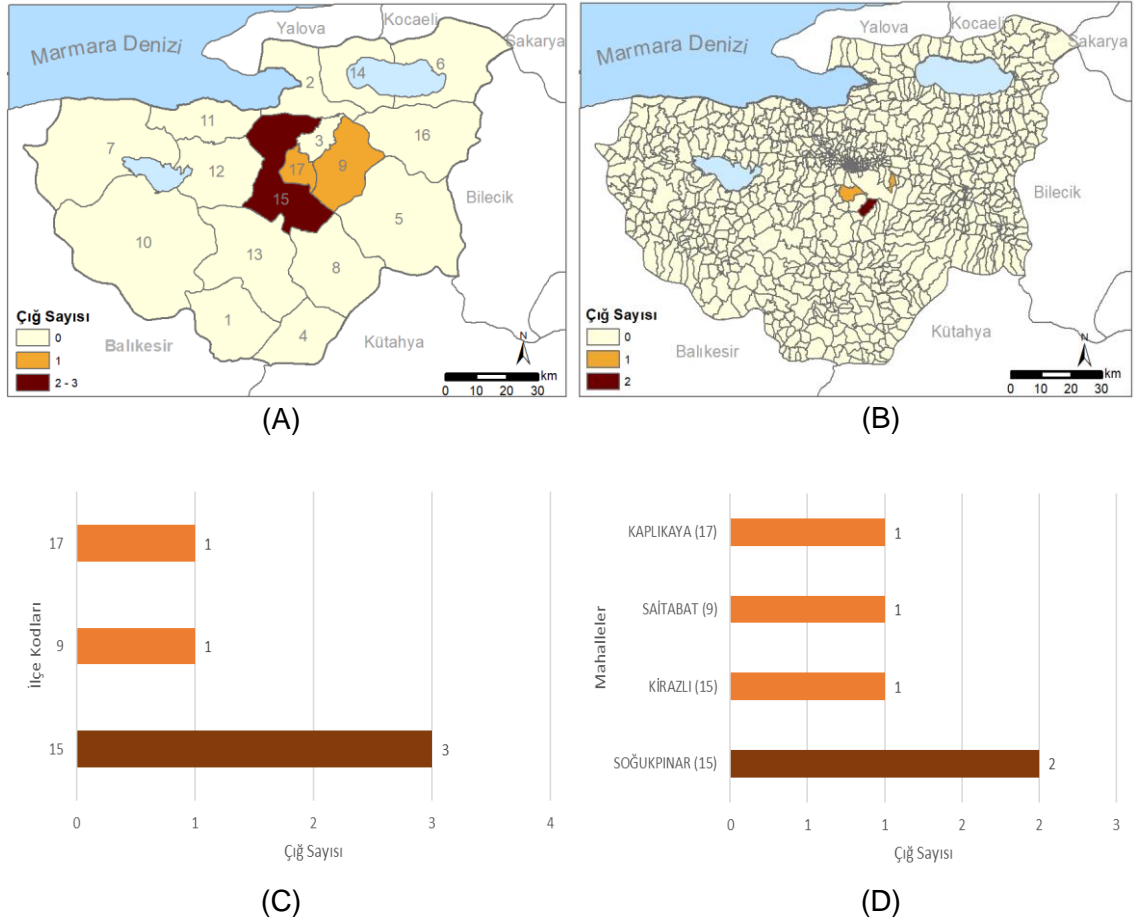 Yalova
Kocaeli
Sakarya
Marmara Denizi
14
6
2
11
3
16
7
17
9
12
15
5
Bilecik
10
13
8
1
4
Kütahya
Balıkesir
Çığ Sayısı
0
1
2 - 3
N
km
0 10 20 30
(A)
Yalova
Kocaeli
Sakarya
Marmara Denizi
Bilecik
Kütahya
Balıkesir
Çığ Sayısı
0
1
2
N
km
0 10 20 30
(B)
İlçe Kodları
17
1
9
1
15
3
0 1 2 3 4
Çığ Sayısı
(C)
Mahalleler
KAPLIKAYA (17)
1
SAİTABAT (9)
1
KİRAZLI (15)
1
SOĞUKPINAR (15)
2
0 1 1 2 2 3
Çığ Sayısı
(D)